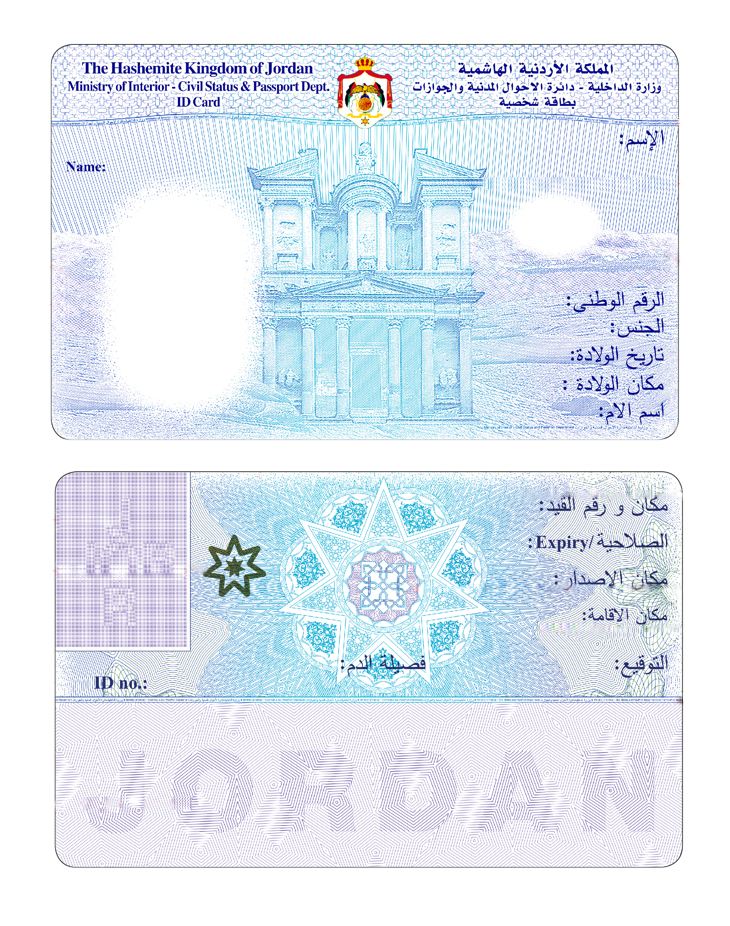 The Hashemite Kingdom of Jordan
Ministry of Interior - Civil Status & Passport Dept.
ID Card
المملكة الأردنية الهاشمية
وزارة الداخلية - دائرة الاحوال المدنية والجوازات
بطاقة شخصية
الإسم:
Name:
الرقم الوطني:
الجنس:
تاريخ الولادة:
مكان الولادة :
اسم الام:
مكان و رقم القيد:
الصلاحية /Expiry:
مكان الاصدار:
مكان الاقامة:
فصيلة الدم:
التوقيع:
ID no.:
JORDAN